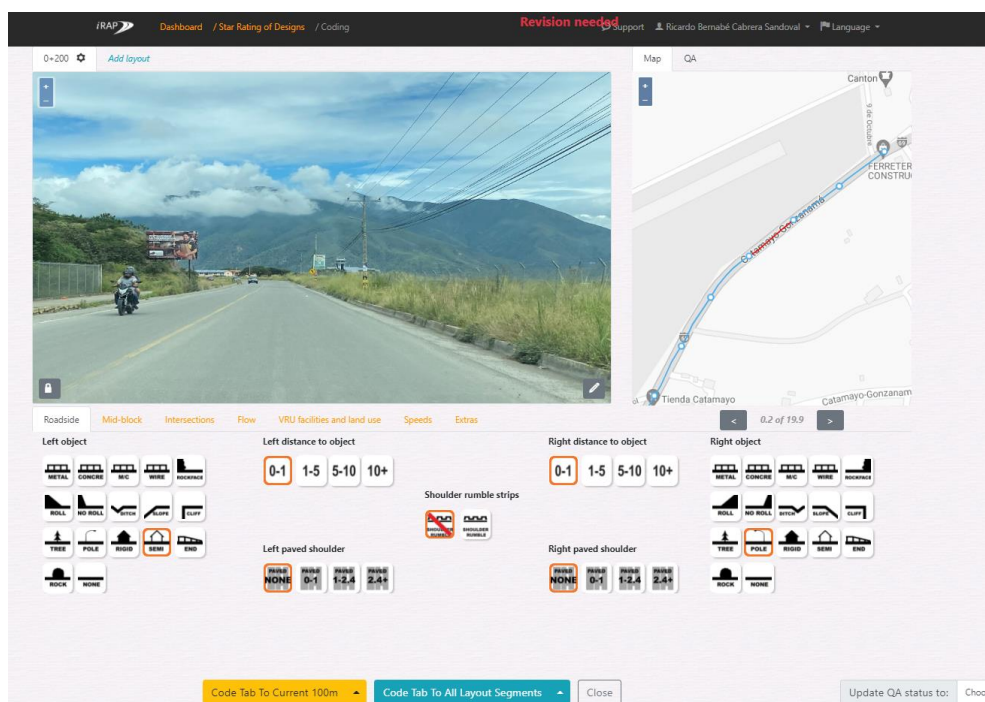 iRAP Dashboard / Star Rating of Designs / Coding Revision needed Support Ricardo Bernabé Cabrera Sandoval Language
0+200 Add layout
Map QA
Canton
9 de Octubre
FERRETER
CONSTRU
Catamayo-Gonzanamá
Tienda Catamayo
Catamayo-Gonzanam
Roadside Mid-block Intersections Flow VRU facilities and land use Speeds Extras
< 0.2 of 19.9 >
Left object
METAL CONCRE M/C WIRE ROCKFACE
ROLL NO ROLL DITCH SLOPE CLIFF
TREE POLE RIGID SEMI END
ROCK NONE
Left distance to object
0-1 1-5 5-10 10+
Shoulder rumble strips
SHOULDER RUMBLE SHOULDER RUMBLE
Left paved shoulder
PAVED NONE PAVED 0-1 PAVED 1-2.4 PAVED 2.4+
Right distance to object
0-1 1-5 5-10 10+
Right paved shoulder
PAVED NONE PAVED 0-1 PAVED 1-2.4 PAVED 2.4+
Right object
METAL CONCRE M/C WIRE ROCKFACE
ROLL NO ROLL DITCH SLOPE CLIFF
TREE POLE RIGID SEMI END
ROCK NONE
Code Tab To Current 100m Code Tab To All Layout Segments Close Update QA status to: Choo